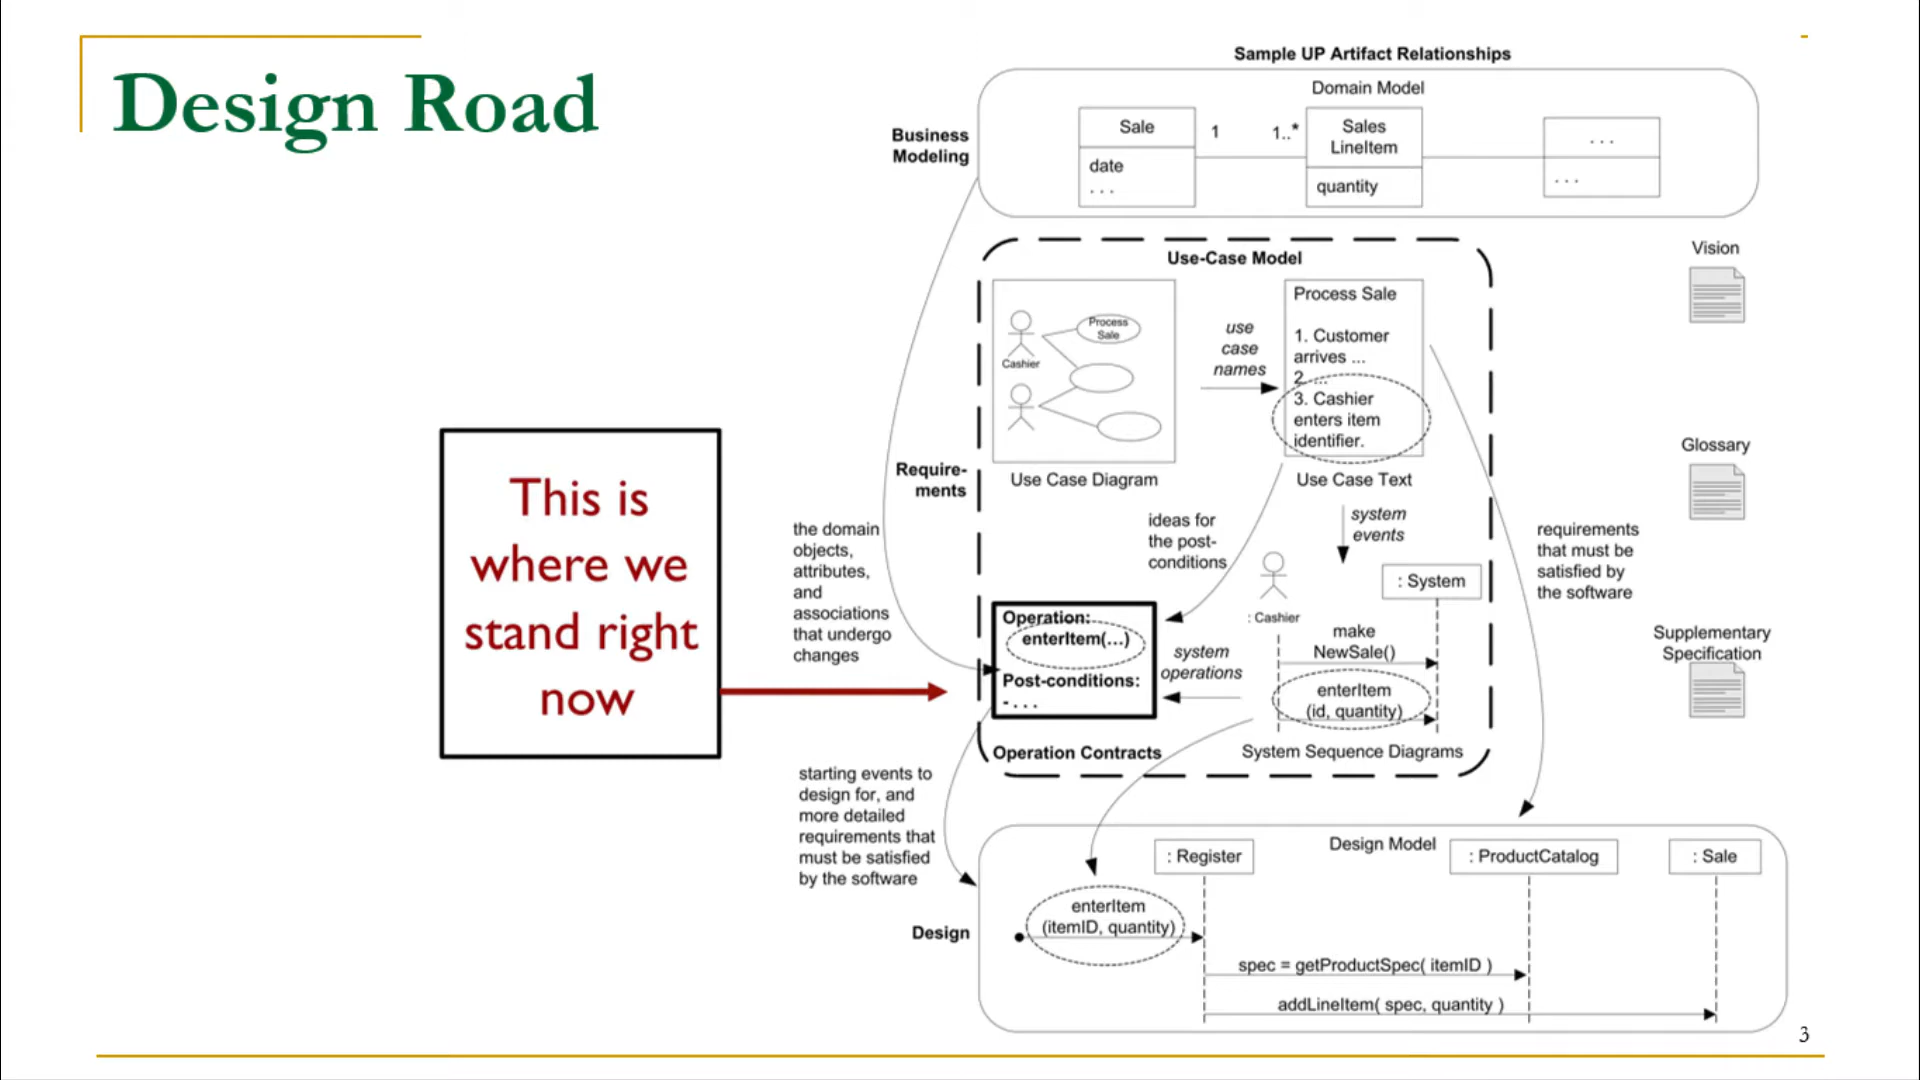 Design Road
Sample UP Artifact Relationships
Domain Model
Business
Modeling
Sale
date
. . .
1
1..*
Sales
LineItem
quantity
. . .
. . .
Use-Case Model
Process
Sale
Cashier
Use Case Diagram
use
case
names
Process Sale
1. Customer
arrives ...
2. ...
3. Cashier
enters item
identifier.
Use Case Text
Require-
ments
Vision
Glossary
Supplementary
Specification
This is
where we
stand right
now
the domain
objects,
attributes,
and
associations
that undergo
changes
ideas for
the post-
conditions
system
events
requirements
that must be
satisfied by
the software
Operation:
enterItem(...)
Post-conditions:
- . . .
Operation Contracts
system
operations
: Cashier
: System
make
NewSale()
enterItem
(id, quantity)
System Sequence Diagrams
starting events to
design for, and
more detailed
requirements that
must be satisfied
by the software
Design
Design Model
: Register
: ProductCatalog
: Sale
enterItem
(itemID, quantity)
spec = getProductSpec( itemID )
addLineItem( spec, quantity )
3